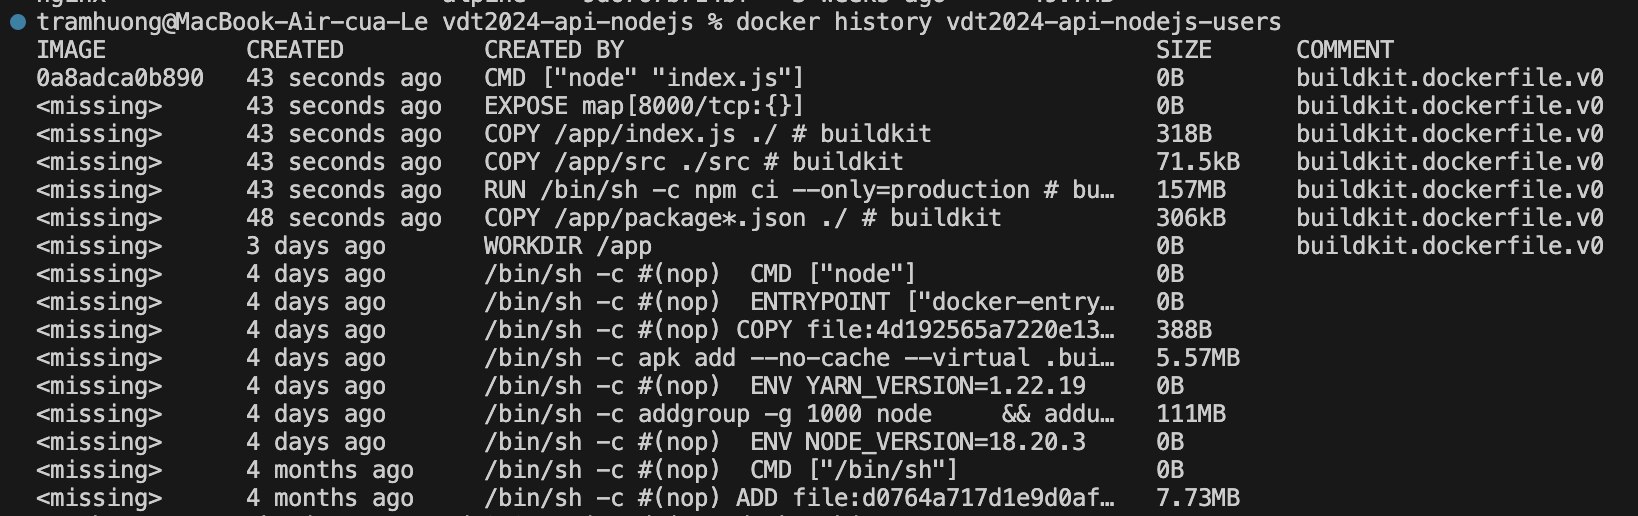 tramhuong@MacBook-Air-cua-Le vdt2024-api-nodejs % docker history vdt2024-api-nodejs-users
IMAGE CREATED CREATED BY SIZE COMMENT
0a8adca0b890 43 seconds ago CMD ["node" "index.js"] 0B buildkit.dockerfile.v0
<missing> 43 seconds ago EXPOSE map[8000/tcp:{}] 0B buildkit.dockerfile.v0
<missing> 43 seconds ago COPY /app/index.js ./ # buildkit 318B buildkit.dockerfile.v0
<missing> 43 seconds ago COPY /app/src ./src # buildkit 71.5kB buildkit.dockerfile.v0
<missing> 43 seconds ago RUN /bin/sh -c npm ci --only=production # bu… 157MB buildkit.dockerfile.v0
<missing> 48 seconds ago COPY /app/package*.json ./ # buildkit 306kB buildkit.dockerfile.v0
<missing> 3 days ago WORKDIR /app 0B buildkit.dockerfile.v0
<missing> 4 days ago /bin/sh -c #(nop)  CMD ["node"] 0B
<missing> 4 days ago /bin/sh -c #(nop)  ENTRYPOINT ["docker-entry… 0B
<missing> 4 days ago /bin/sh -c #(nop) COPY file:4d192565a7220e13… 388B
<missing> 4 days ago /bin/sh -c apk add --no-cache --virtual .bui… 5.57MB
<missing> 4 days ago /bin/sh -c #(nop)  ENV YARN_VERSION=1.22.19 0B
<missing> 4 days ago /bin/sh -c addgroup -g 1000 node     && addu… 111MB
<missing> 4 days ago /bin/sh -c #(nop)  ENV NODE_VERSION=18.20.3 0B
<missing> 4 months ago /bin/sh -c #(nop)  CMD ["/bin/sh"] 0B
<missing> 4 months ago /bin/sh -c #(nop) ADD file:d0764a717d1e9d0af… 7.73MB